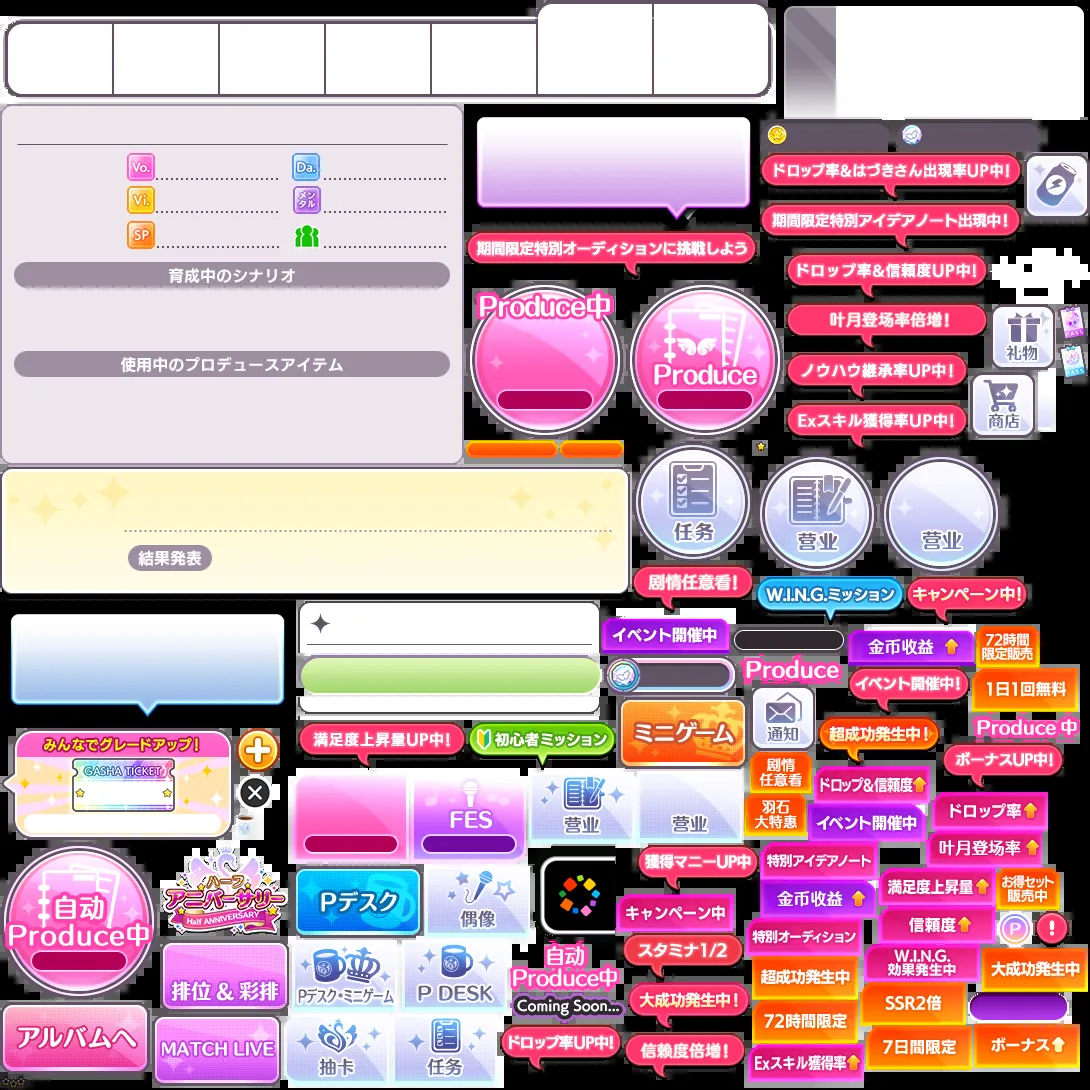 Vo.
Da.
Vi.
メンタル
SP
育成中のシナリオ
使用中のプロデュースアイテム
結果発表
期間限定特別オーディションに挑戦しよう
Produce中
Produce
ドロップ率&はづきさん出現率UP中!
期間限定特別アイデアノート出現中!
ドロップ率&信頼度UP中!
叶月登场率倍增!
ノウハウ継承率UP中!
Exスキル獲得率UP中!
礼物
PASS
PASS
商店
任务
营业
营业
剧情任意看!
W.I.N.G.ミッション
キャンペーン中!
イベント開催中
金币收益
72時間
限定販売
Produce
イベント開催中!
1日1回無料
満足度上昇量UP中!
初心者ミッション
ミニゲーム
通知
超成功発生中!
Produce 中
みんなでグレードアップ!
GASHA TICKET
ボーナスUP中!
剧情
任意看
ドロップ&信頼度
FES
营业
营业
羽石
大特惠
イベント開催中
ドロップ率
叶月登场率
自动
Produce中
ハーフ
アニバーサリー
Half ANNIVERSARY
Pデスク
偶像
獲得マニーUP中
特別アイデアノート
満足度上昇量
お得セット
販売中
キャンペーン中
金币收益
信頼度
P
!
特別オーディション
スタミナ1/2
自动
Produce中
Coming Soon...
排位 & 彩排
Pデスク・ミニゲーム
P DESK
超成功発生中
W.I.N.G.
効果発生中
大成功発生中
大成功発生中!
SSR2倍
72時間限定
アルバムへ
MATCH LIVE
抽卡
任务
ドロップ率UP中!
信頼度倍増!
Exスキル獲得率
7日間限定
ボーナス